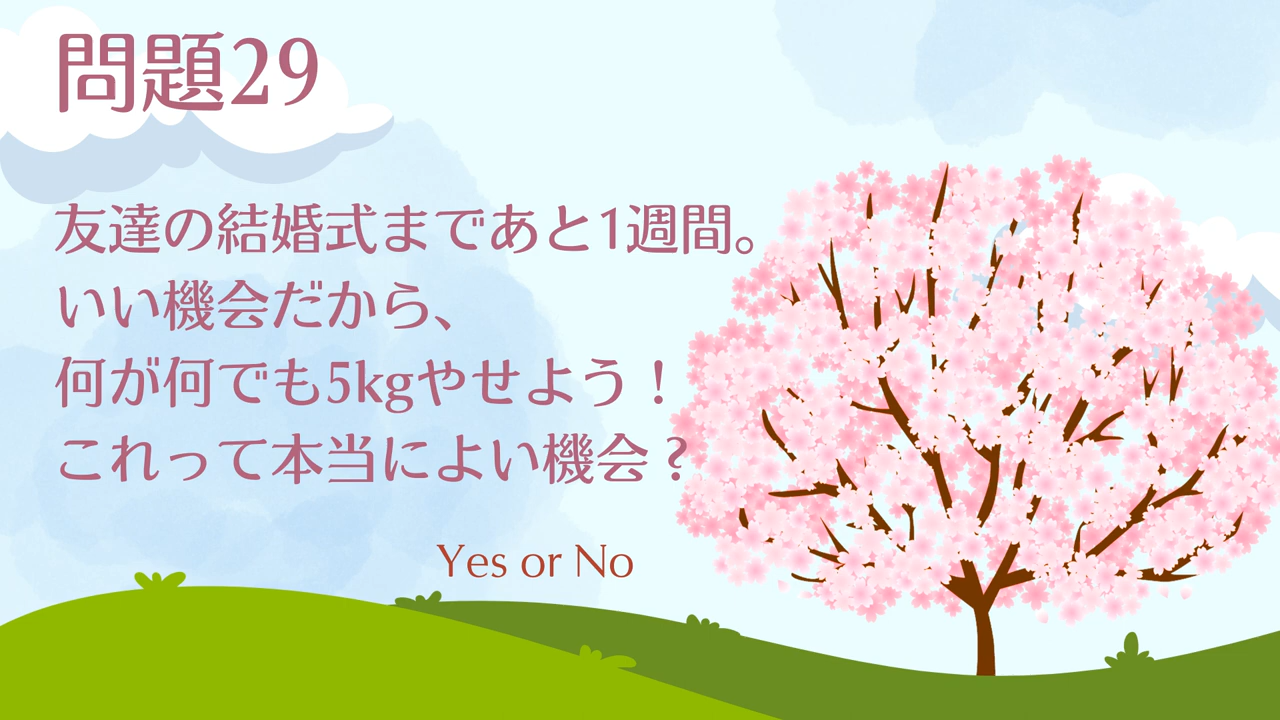 問題29
友達の結婚式まであと1週間。
いい機会だから、
何が何でも5kgやせよう！
これって本当によい機会？
Yes or No